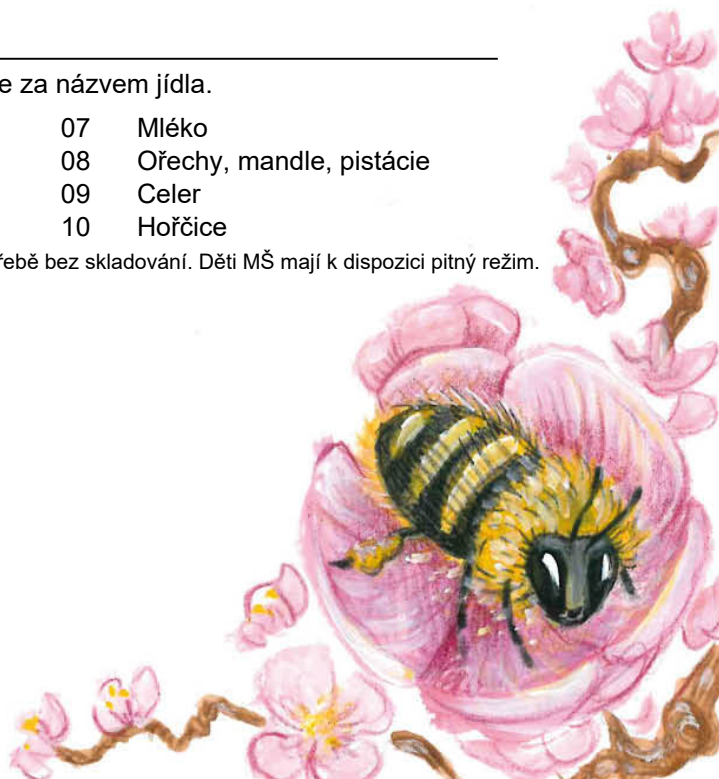 e za názvem jídla.
07 Mléko
08 Ořechy, mandle, pistácie
09 Celer
10 Hořčice
řebě bez skladování. Děti MŠ mají k dispozici pitný režim.